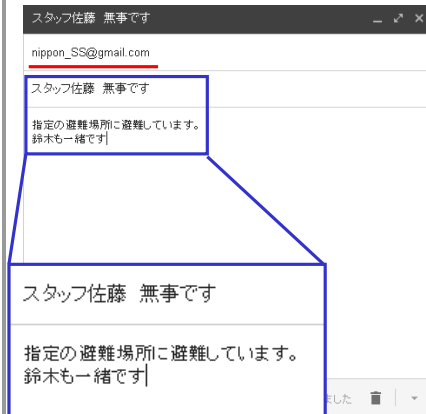 スタッフ佐藤 無事です
nippon_SS@gmail.com
スタッフ佐藤 無事です
指定の避難場所に避難しています。
鈴木も一緒です
スタッフ佐藤 無事です
指定の避難場所に避難しています。
鈴木も一緒です
ました